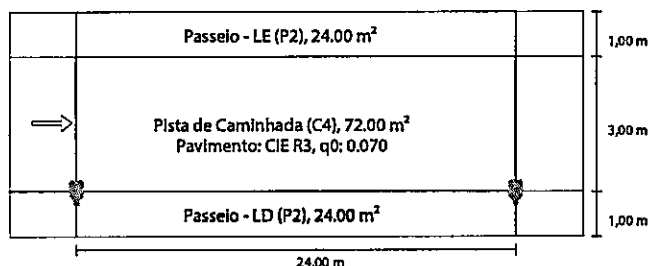 Passeio - LE (P2), 24.00 m²
1,00 m
Pista de Caminhada (C4), 72.00 m²
Pavimento: CIE R3, q0: 0.070
3,00 m
Passeio - LD (P2), 24.00 m²
1,00 m
24.00 m